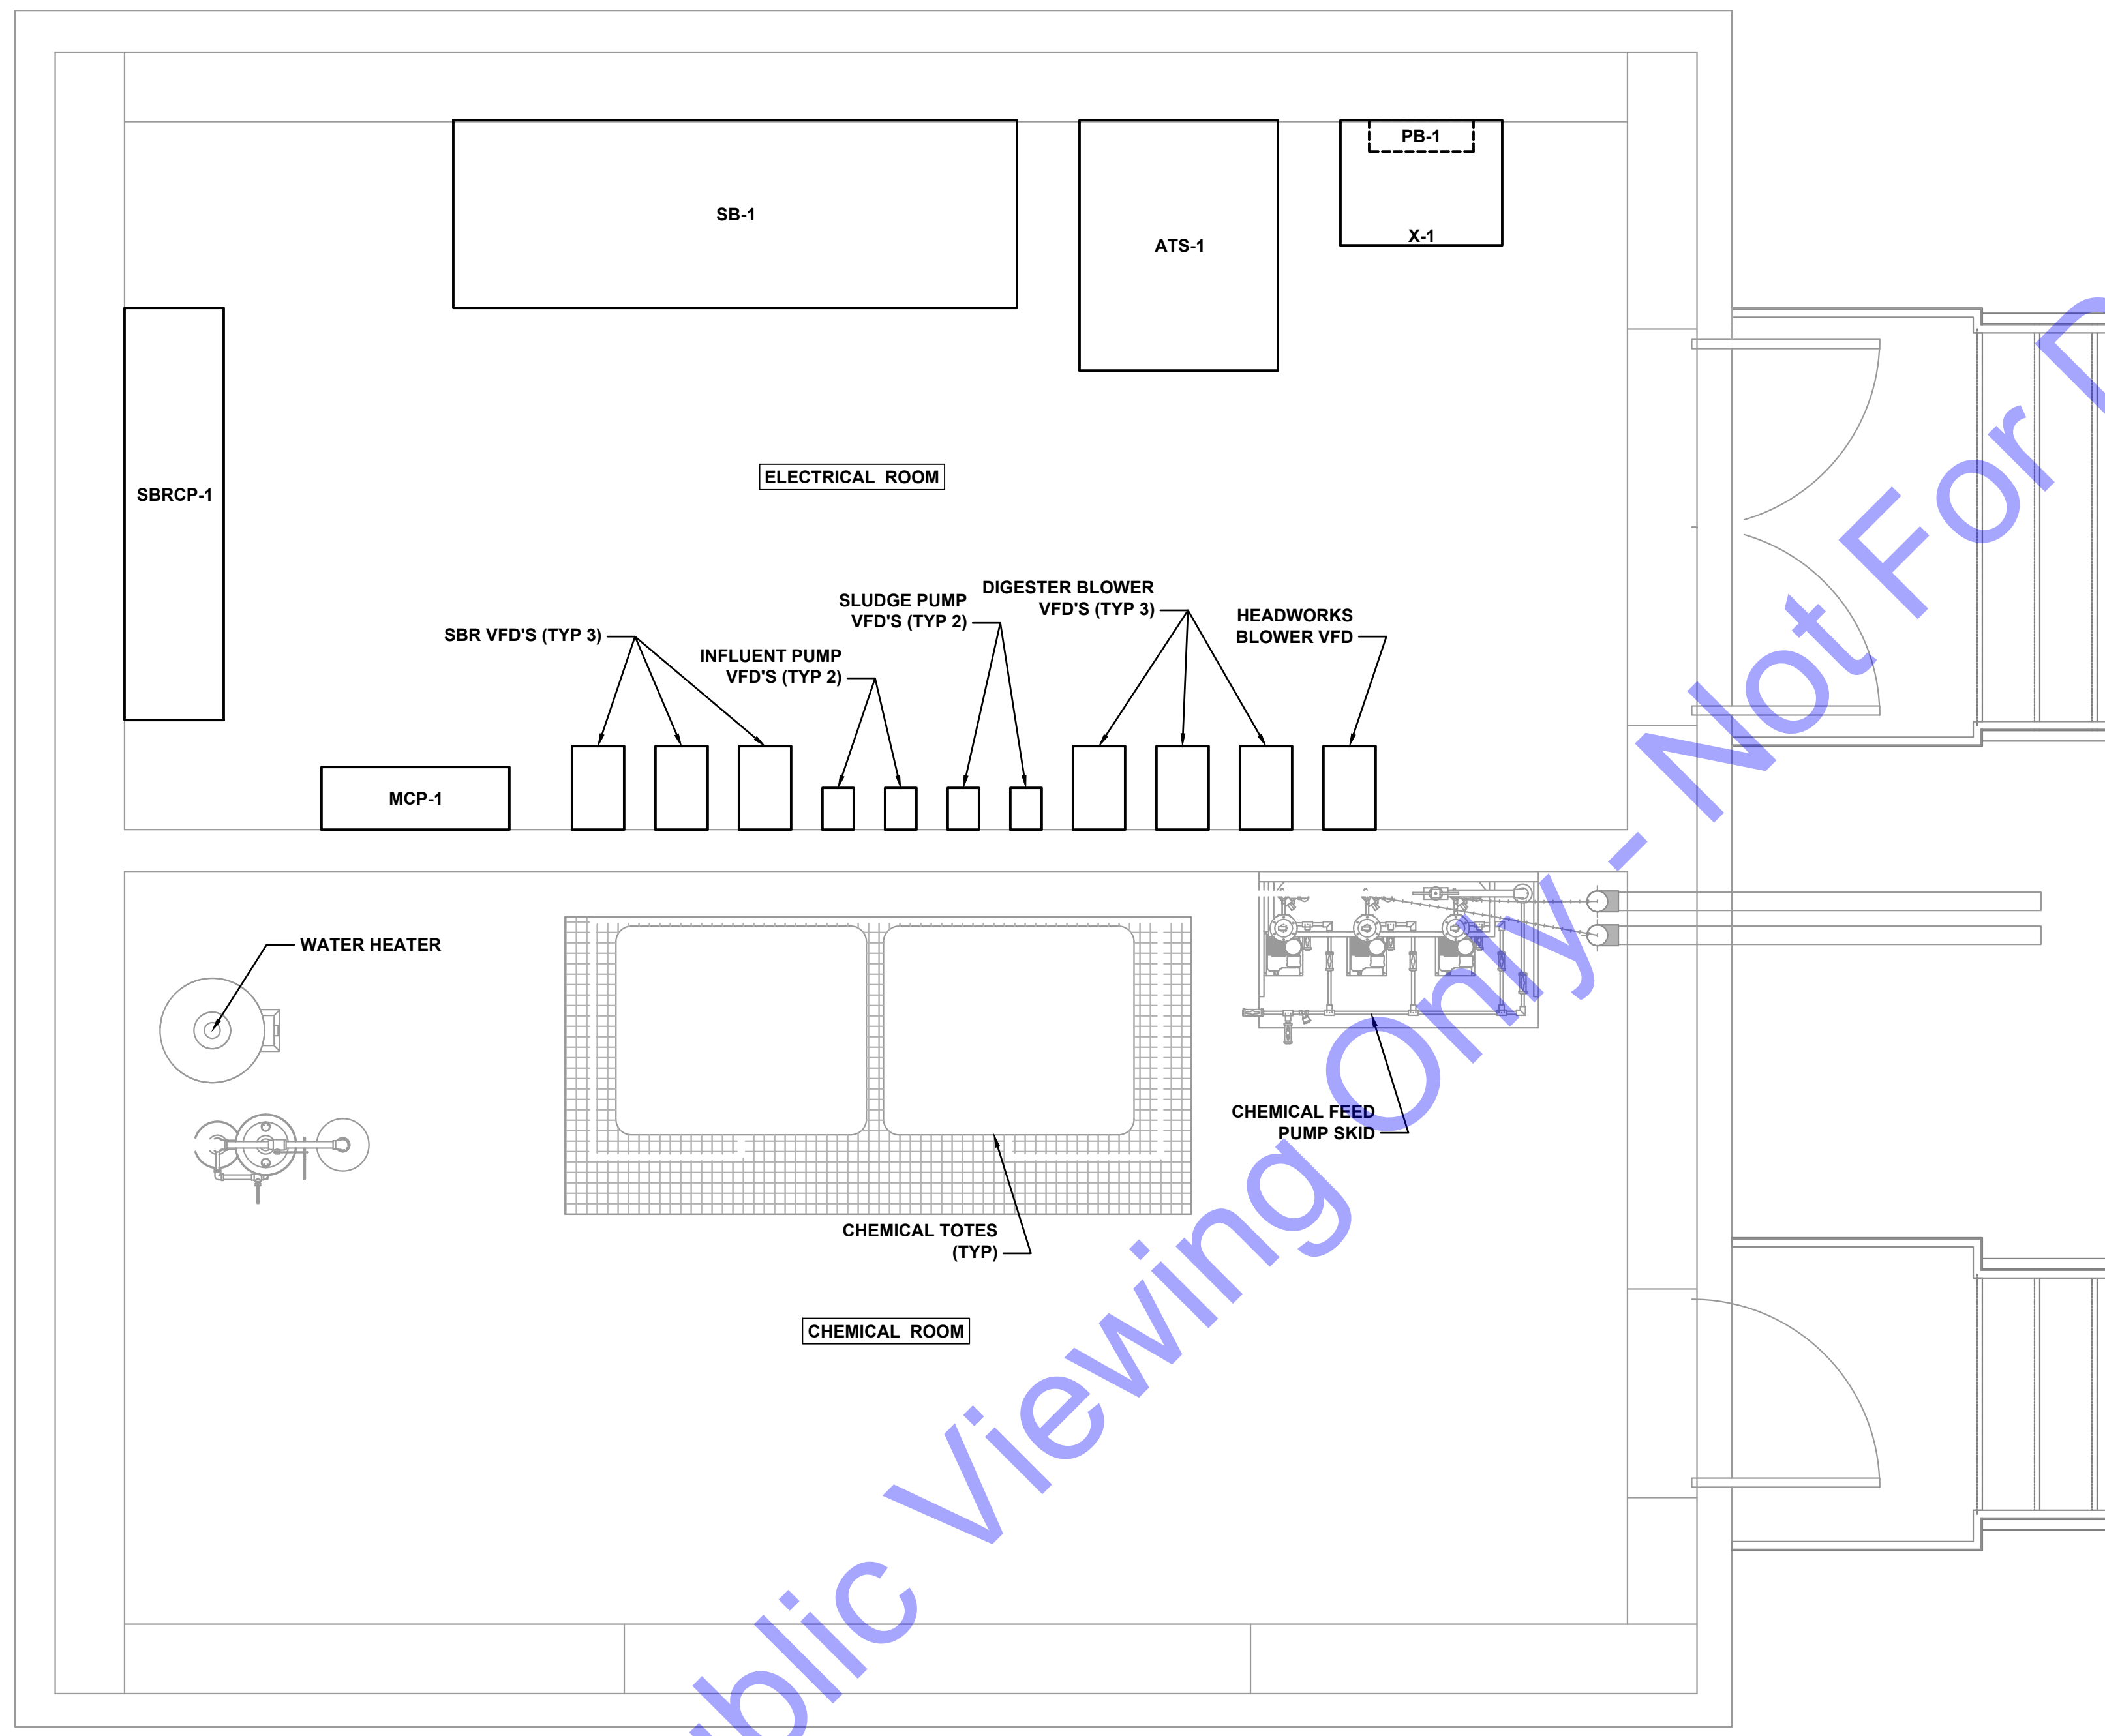 PB-1
SB-1
X-1
ATS-1
ELECTRICAL ROOM
SBRCP-1
DIGESTER BLOWER
VFD'S (TYP 3)
SLUDGE PUMP
VFD'S (TYP 2)
HEADWORKS
BLOWER VFD
SBR VFD'S (TYP 3)
INFLUENT PUMP
VFD'S (TYP 2)
MCP-1
WATER HEATER
CHEMICAL FEED
PUMP SKID
CHEMICAL TOTES
(TYP)
CHEMICAL ROOM
Viewing Only - Not For